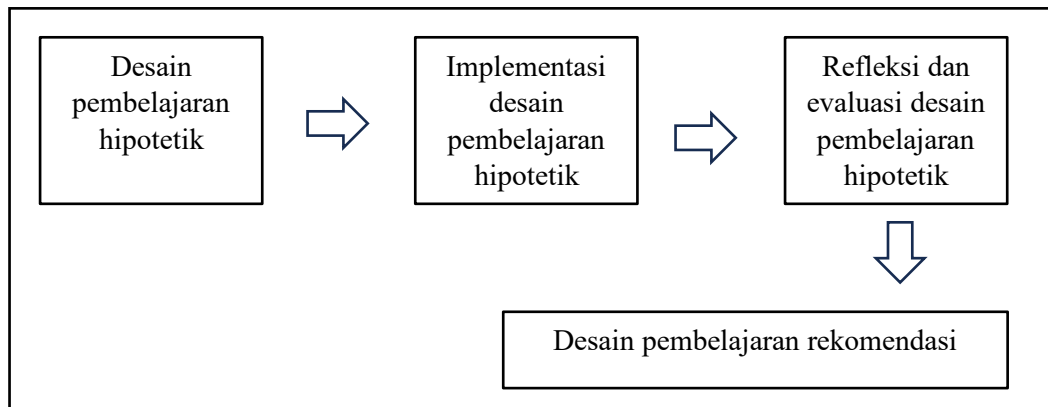 Desain
pembelajaran
hipotetik
Implementasi
desain
pembelajaran
hipotetik
Refleksi dan
evaluasi desain
pembelajaran
hipotetik
Desain pembelajaran rekomendasi